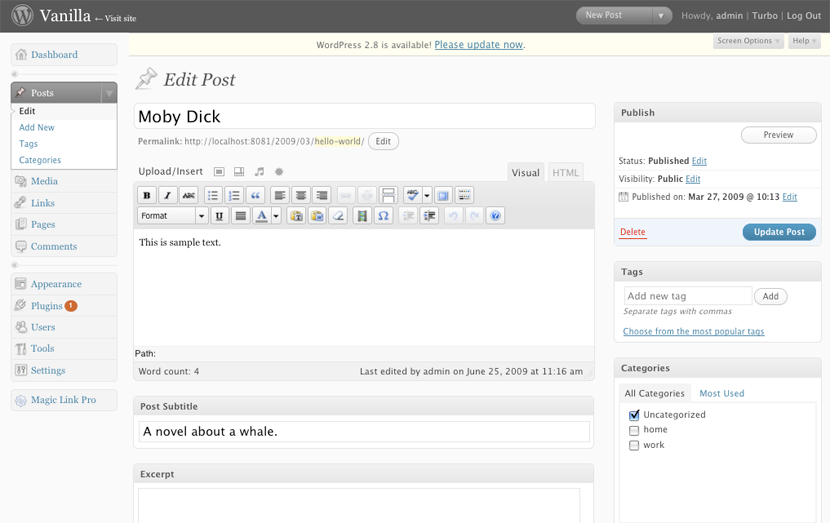 Vanilla ← Visit site
New Post
Howdy, admin | Turbo | Log Out
WordPress 2.8 is available! Please update now.
Screen Options
Help
Dashboard
Posts
Edit
Add New
Tags
Categories
Media
Links
Pages
Comments
Appearance
Plugins 1
Users
Tools
Settings
Magic Link Pro
Edit Post
Moby Dick
Permalink: http://localhost:8081/2009/03/hello-world/ Edit
Upload/Insert
Visual
HTML
B I ABC
ABC
Format
U
A
T
W
Ω
?
This is sample text.
Path:
Word count: 4
Last edited by admin on June 25, 2009 at 11:16 am
Post Subtitle
A novel about a whale.
Excerpt
Publish
Preview
Status: Published Edit
Visibility: Public Edit
Published on: Mar 27, 2009 @ 10:13 Edit
Delete
Update Post
Tags
Add new tag
Add
Separate tags with commas
Choose from the most popular tags
Categories
All Categories
Most Used
Uncategorized
home
work